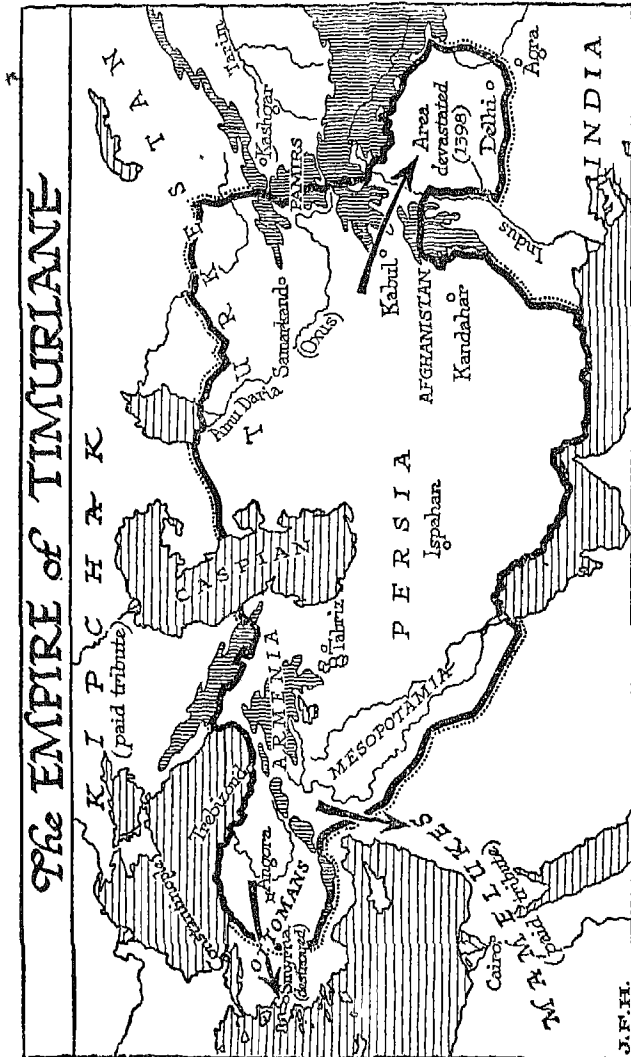 The EMPIRE of TIMURIANE
KIPCHAK
(paid tribute)
TURKESTAN
Constantinople
Trebizond
CASPIAN
Amu Daria
(Oxus)
Samarkand
Kashgar
Tarim
PAMIRS
Angora
OTTOMANS
Smyrna
(destroyed)
ARMENIA
Tabriz
MESOPOTAMIA
PERSIA
Ispahan
Kabul
AFGHANISTAN
Kandahar
Area
devastated
(1398)
Delhi
Agra
Indus
INDIA
Cairo
MAMELUKES
(paid tribute)
J.F.H.